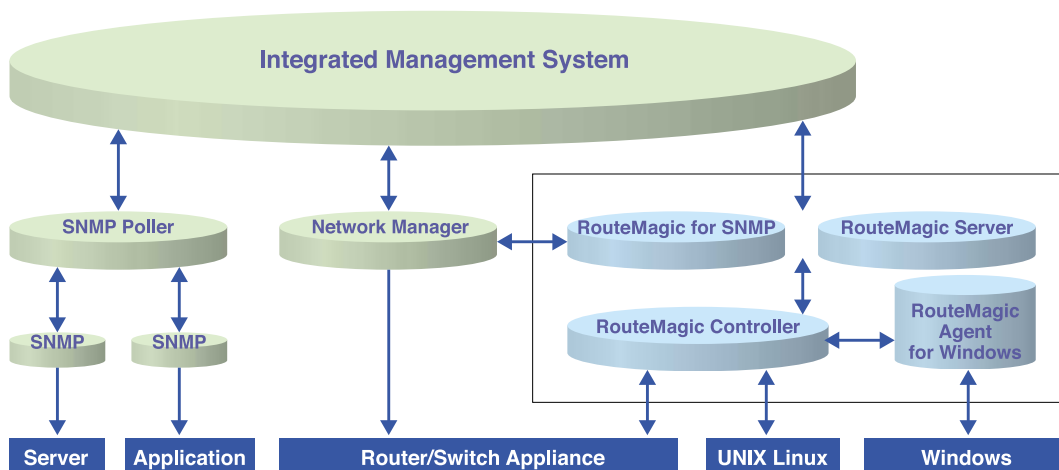 Integrated Management System
SNMP Poller
Network Manager
RouteMagic for SNMP
RouteMagic Server
SNMP
SNMP
RouteMagic Controller
RouteMagic
Agent
for Windows
Server
Application
Router/Switch Appliance
UNIX Linux
Windows